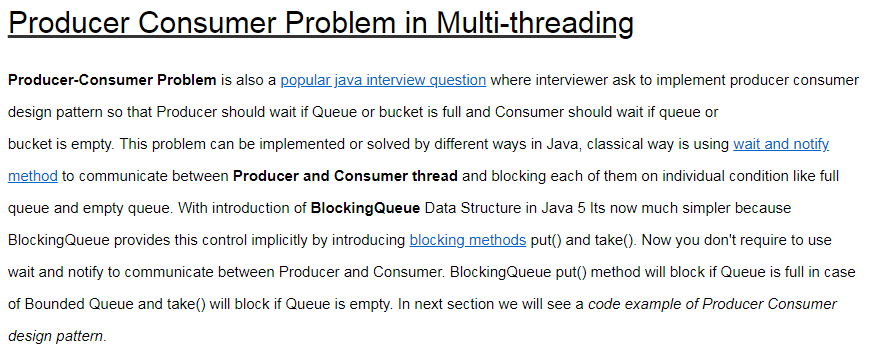 Producer Consumer Problem in Multi-threading
Producer-Consumer Problem is also a popular java interview question where interviewer ask to implement producer consumer
design pattern so that Producer should wait if Queue or bucket is full and Consumer should wait if queue or
bucket is empty. This problem can be implemented or solved by different ways in Java, classical way is using wait and notify
method to communicate between Producer and Consumer thread and blocking each of them on individual condition like full
queue and empty queue. With introduction of BlockingQueue Data Structure in Java 5 Its now much simpler because
BlockingQueue provides this control implicitly by introducing blocking methods put() and take(). Now you don't require to use
wait and notify to communicate between Producer and Consumer. BlockingQueue put() method will block if Queue is full in case
of Bounded Queue and take() will block if Queue is empty. In next section we will see a code example of Producer Consumer
design pattern.